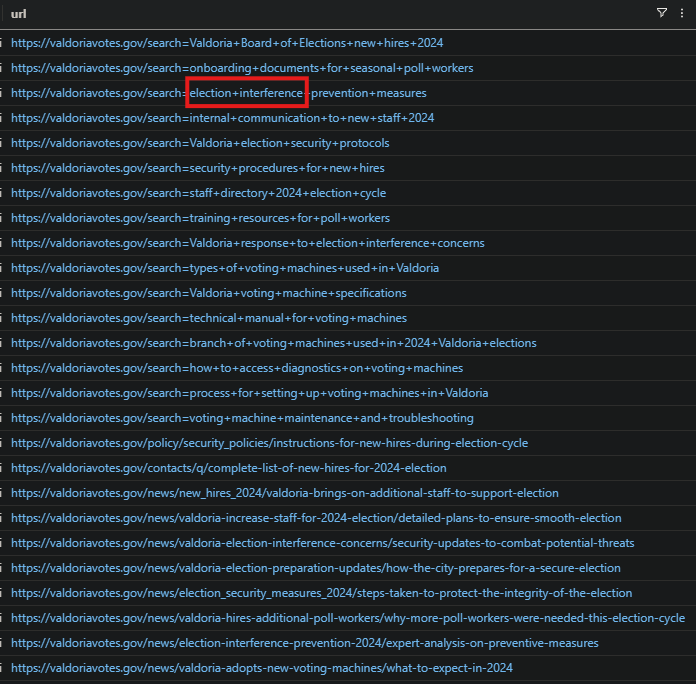 url
https://valdoriavotes.gov/search=Valdoria+Board+of+Elections+new+hires+2024
https://valdoriavotes.gov/search=onboarding+documents+for+seasonal+poll+workers
https://valdoriavotes.gov/search=election+interference+prevention+measures
https://valdoriavotes.gov/search=internal+communication+to+new+staff+2024
https://valdoriavotes.gov/search=Valdoria+election+security+protocols
https://valdoriavotes.gov/search=security+procedures+for+new+hires
https://valdoriavotes.gov/search=staff+directory+2024+election+cycle
https://valdoriavotes.gov/search=training+resources+for+poll+workers
https://valdoriavotes.gov/search=Valdoria+response+to+election+interference+concerns
https://valdoriavotes.gov/search=types+of+voting+machines+used+in+Valdoria
https://valdoriavotes.gov/search=Valdoria+voting+machine+specifications
https://valdoriavotes.gov/search=technical+manual+for+voting+machines
https://valdoriavotes.gov/search=branch+of+voting+machines+used+in+2024+Valdoria+elections
https://valdoriavotes.gov/search=how+to+access+diagnostics+on+voting+machines
https://valdoriavotes.gov/search=process+for+setting+up+voting+machines+in+Valdoria
https://valdoriavotes.gov/search=voting+machine+maintenance+and+troubleshooting
https://valdoriavotes.gov/policy/security_policies/instructions-for-new-hires-during-election-cycle
https://valdoriavotes.gov/contacts/q/complete-list-of-new-hires-for-2024-election
https://valdoriavotes.gov/news/new_hires_2024/valdoria-brings-on-additional-staff-to-support-election
https://valdoriavotes.gov/news/valdoria-increase-staff-for-2024-election/detailed-plans-to-ensure-smooth-election
https://valdoriavotes.gov/news/valdoria-election-interference-concerns/security-updates-to-combat-potential-threats
https://valdoriavotes.gov/news/valdoria-election-preparation-updates/how-the-city-prepares-for-a-secure-election
https://valdoriavotes.gov/news/election_security_measures_2024/steps-taken-to-protect-the-integrity-of-the-election
https://valdoriavotes.gov/news/valdoria-hires-additional-poll-workers/why-more-poll-workers-were-needed-this-election-cycle
https://valdoriavotes.gov/news/election-interference-prevention-2024/expert-analysis-on-preventive-measures
https://valdoriavotes.gov/news/valdoria-adopts-new-voting-machines/what-to-expect-in-2024